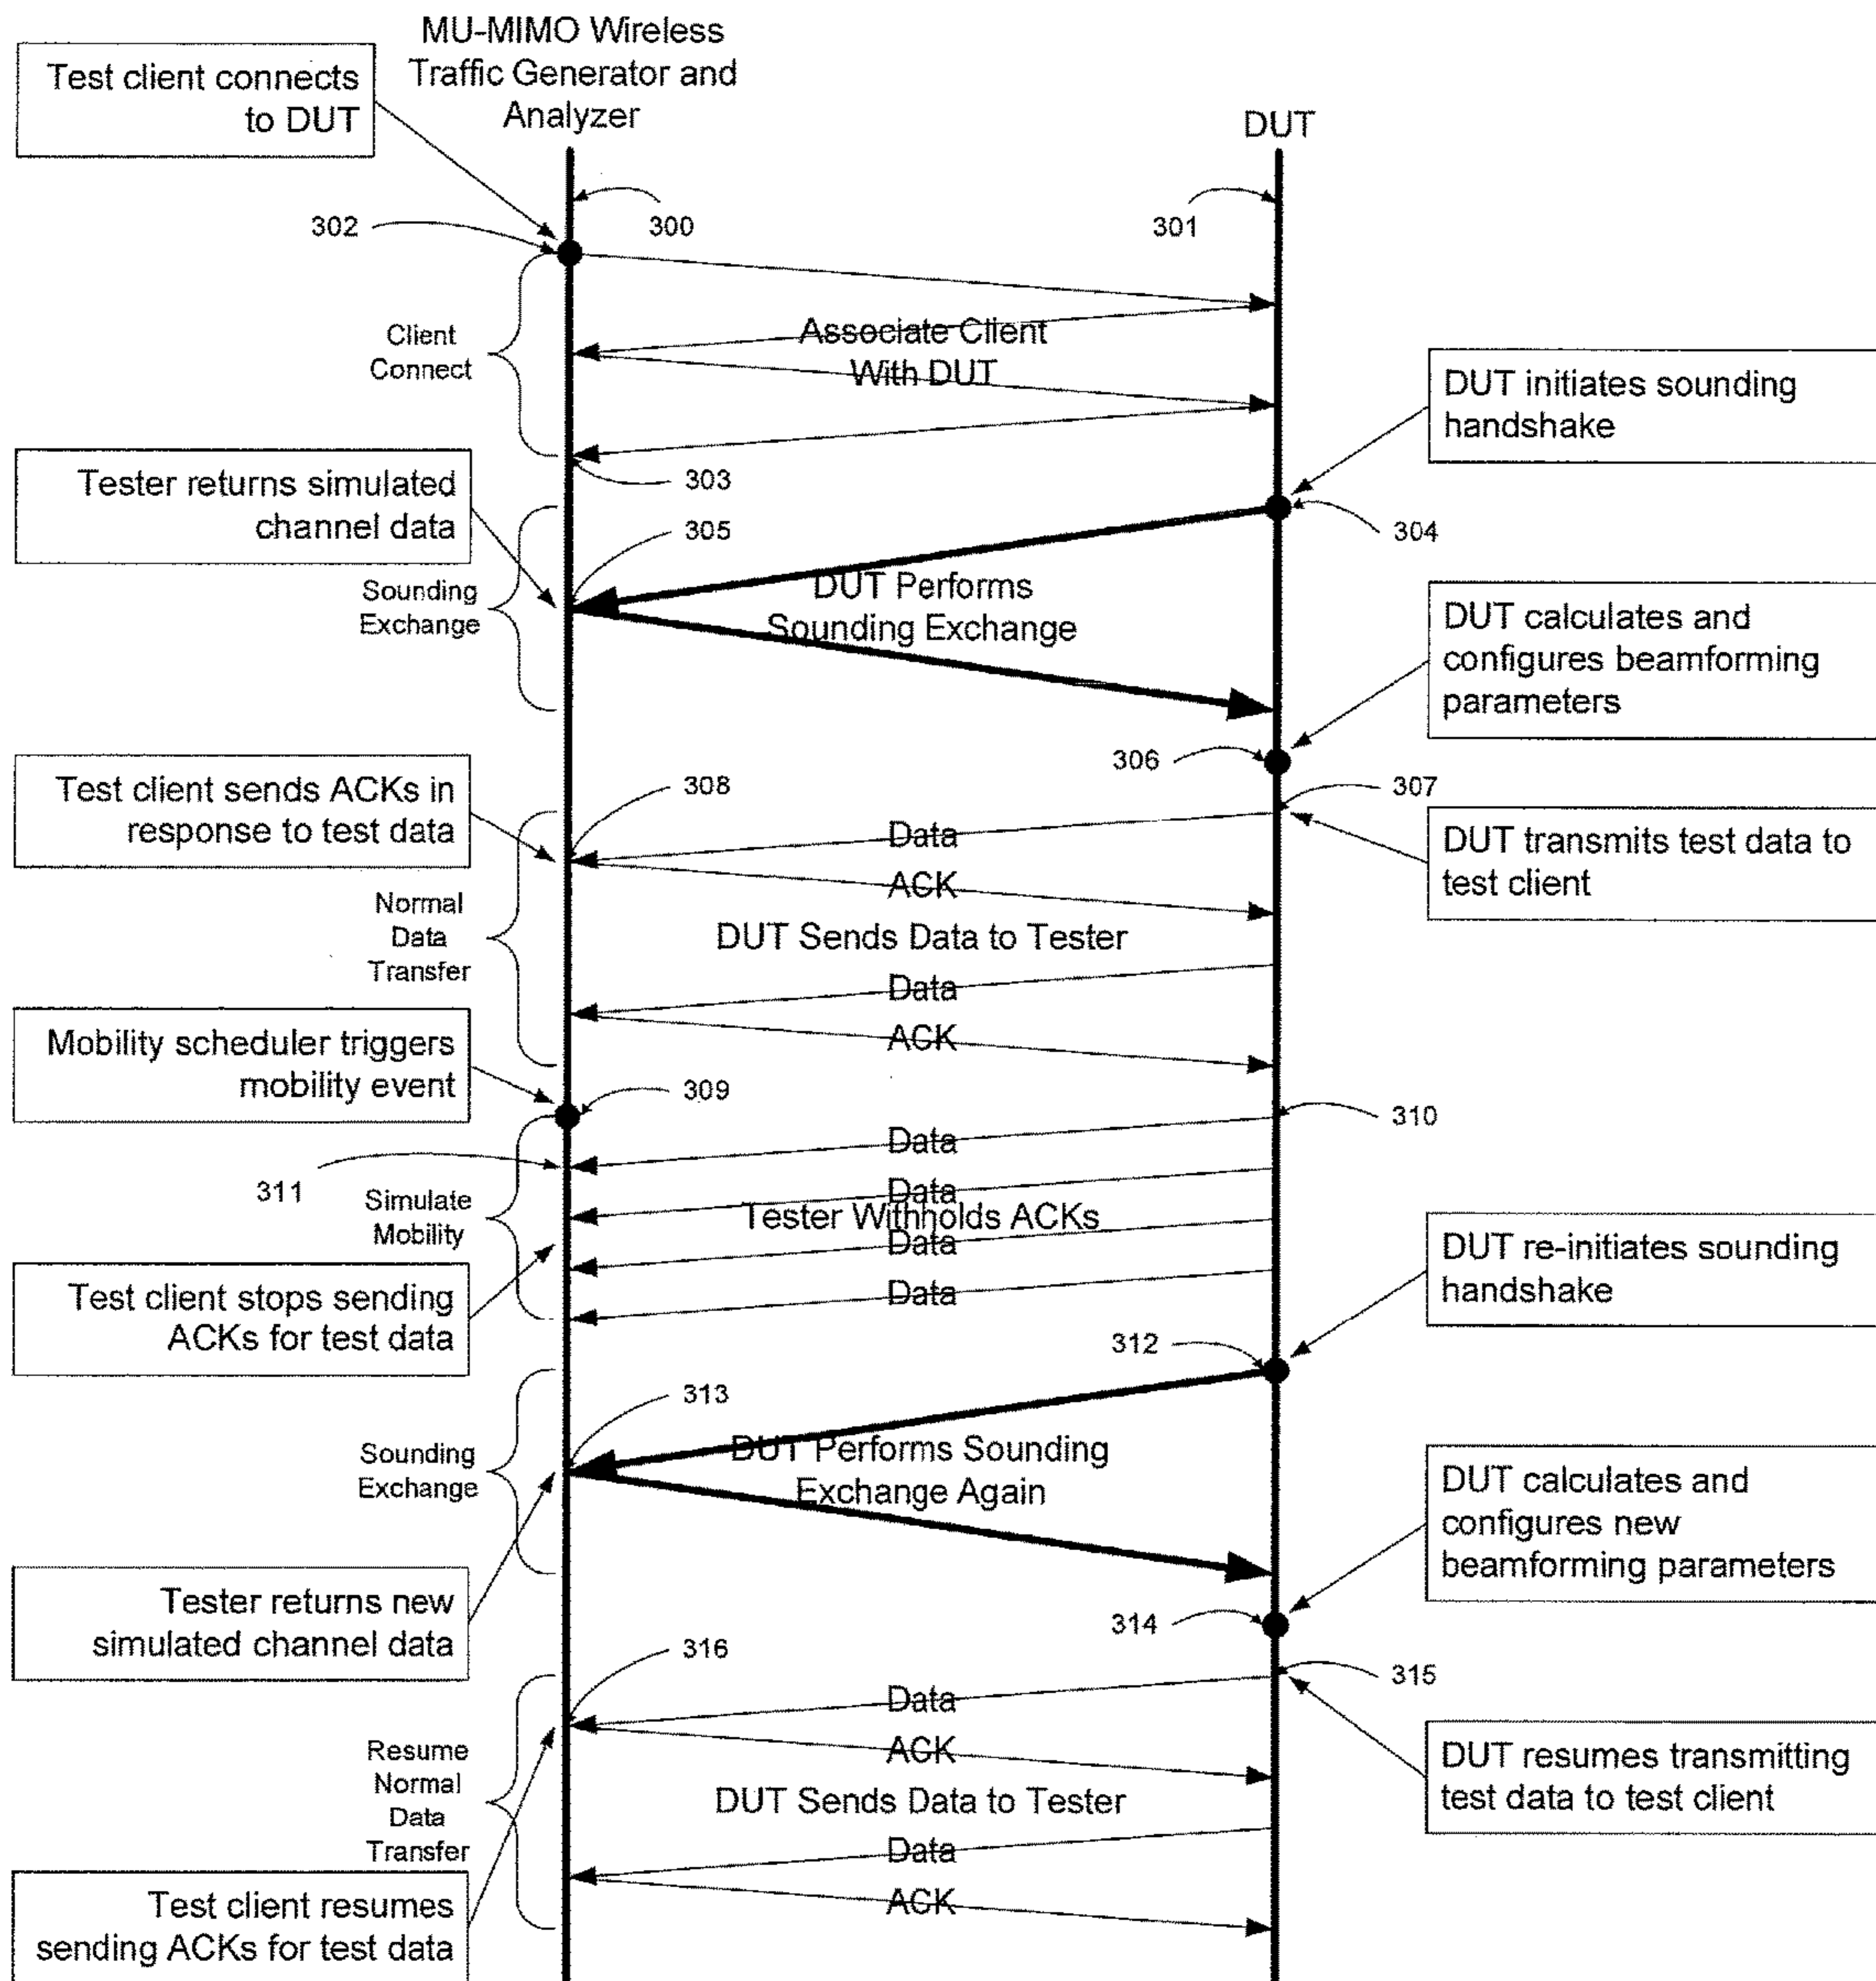 MU-MIMO Wireless
Traffic Generator and
Analyzer
Test client connects
to DUT
DUT
300
301
302
Client
Connect
Associate Client
With DUT
DUT initiates sounding
handshake
Tester returns simulated
channel data
303
304
305
Sounding
Exchange
DUT Performs
Sounding Exchange
DUT calculates and
configures beamforming
parameters
306
307
Test client sends ACKs in
response to test data
308
Data
ACK
DUT transmits test data to
test client
Normal
Data
Transfer
DUT Sends Data to Tester
Data
ACK
Mobility scheduler triggers
mobility event
309
310
Data
311
Simulate
Mobility
Data
Tester Withholds ACKs
Data
Data
DUT re-initiates sounding
handshake
Test client stops sending
ACKs for test data
312
313
Sounding
Exchange
DUT Performs Sounding
Exchange Again
DUT calculates and
configures new
beamforming parameters
Tester returns new
simulated channel data
314
315
316
Data
ACK
Resume
Normal
Data
Transfer
DUT Sends Data to Tester
DUT resumes transmitting
test data to test client
Data
ACK
Test client resumes
sending ACKs for test data